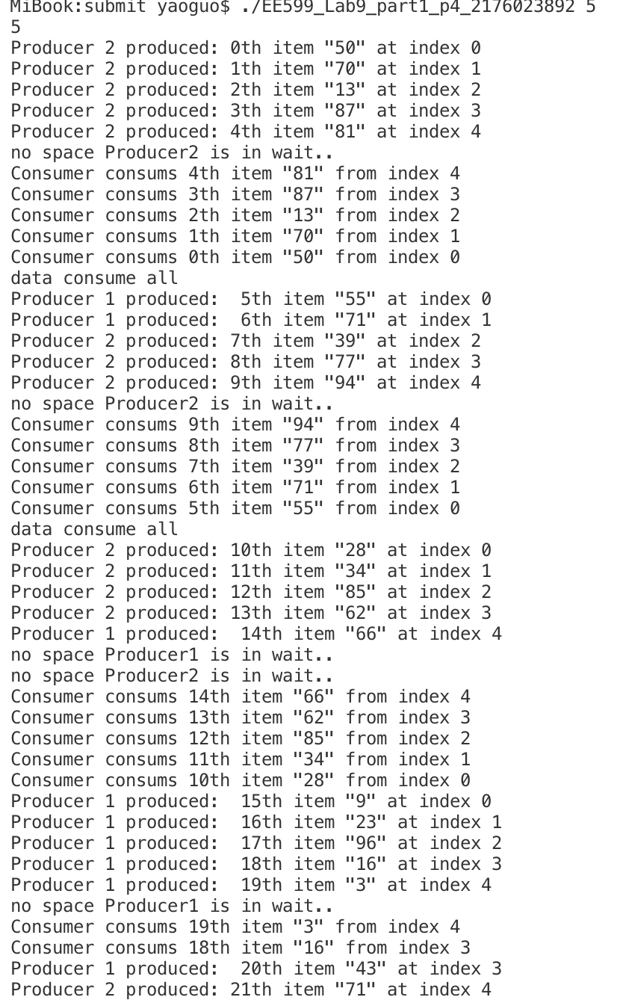 MiBook:submit yaoguo$ ./EE599_Lab9_part1_p4_2176023892 5
5
Producer 2 produced: 0th item "50" at index 0
Producer 2 produced: 1th item "70" at index 1
Producer 2 produced: 2th item "13" at index 2
Producer 2 produced: 3th item "87" at index 3
Producer 2 produced: 4th item "81" at index 4
no space Producer2 is in wait..
Consumer consums 4th item "81" from index 4
Consumer consums 3th item "87" from index 3
Consumer consums 2th item "13" from index 2
Consumer consums 1th item "70" from index 1
Consumer consums 0th item "50" from index 0
data consume all
Producer 1 produced:  5th item "55" at index 0
Producer 1 produced:  6th item "71" at index 1
Producer 2 produced: 7th item "39" at index 2
Producer 2 produced: 8th item "77" at index 3
Producer 2 produced: 9th item "94" at index 4
no space Producer2 is in wait..
Consumer consums 9th item "94" from index 4
Consumer consums 8th item "77" from index 3
Consumer consums 7th item "39" from index 2
Consumer consums 6th item "71" from index 1
Consumer consums 5th item "55" from index 0
data consume all
Producer 2 produced: 10th item "28" at index 0
Producer 2 produced: 11th item "34" at index 1
Producer 2 produced: 12th item "85" at index 2
Producer 2 produced: 13th item "62" at index 3
Producer 1 produced:  14th item "66" at index 4
no space Producer1 is in wait..
no space Producer2 is in wait..
Consumer consums 14th item "66" from index 4
Consumer consums 13th item "62" from index 3
Consumer consums 12th item "85" from index 2
Consumer consums 11th item "34" from index 1
Consumer consums 10th item "28" from index 0
Producer 1 produced:  15th item "9" at index 0
Producer 1 produced:  16th item "23" at index 1
Producer 1 produced:  17th item "96" at index 2
Producer 1 produced:  18th item "16" at index 3
Producer 1 produced:  19th item "3" at index 4
no space Producer1 is in wait..
Consumer consums 19th item "3" from index 4
Consumer consums 18th item "16" from index 3
Producer 1 produced:  20th item "43" at index 3
Producer 2 produced: 21th item "71" at index 4